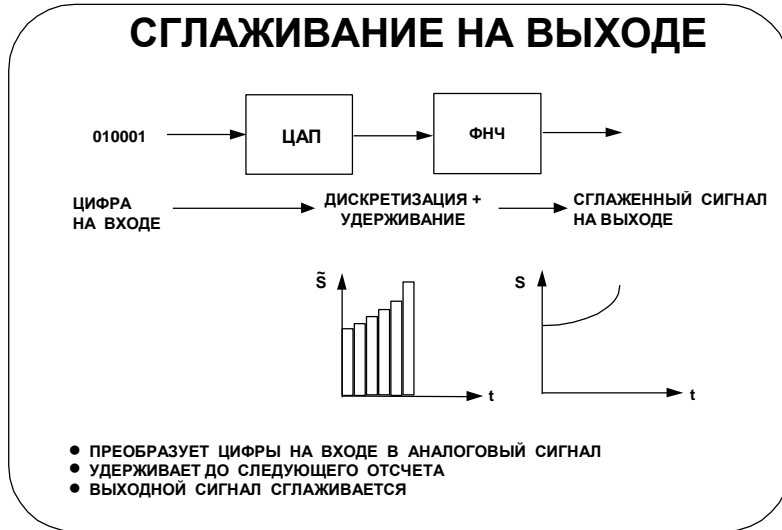 СГЛАЖИВАНИЕ НА ВЫХОДЕ
010001
ЦАП
ФНЧ
ЦИФРА
НА ВХОДЕ
ДИСКРЕТИЗАЦИЯ +
УДЕРЖИВАНИЕ
СГЛАЖЕННЫЙ СИГНАЛ
НА ВЫХОДЕ
S̃
t
S
t
● ПРЕОБРАЗУЕТ ЦИФРЫ НА ВХОДЕ В АНАЛОГОВЫЙ СИГНАЛ
● УДЕРЖИВАЕТ ДО СЛЕДУЮЩЕГО ОТСЧЕТА
● ВЫХОДНОЙ СИГНАЛ СГЛАЖИВАЕТСЯ